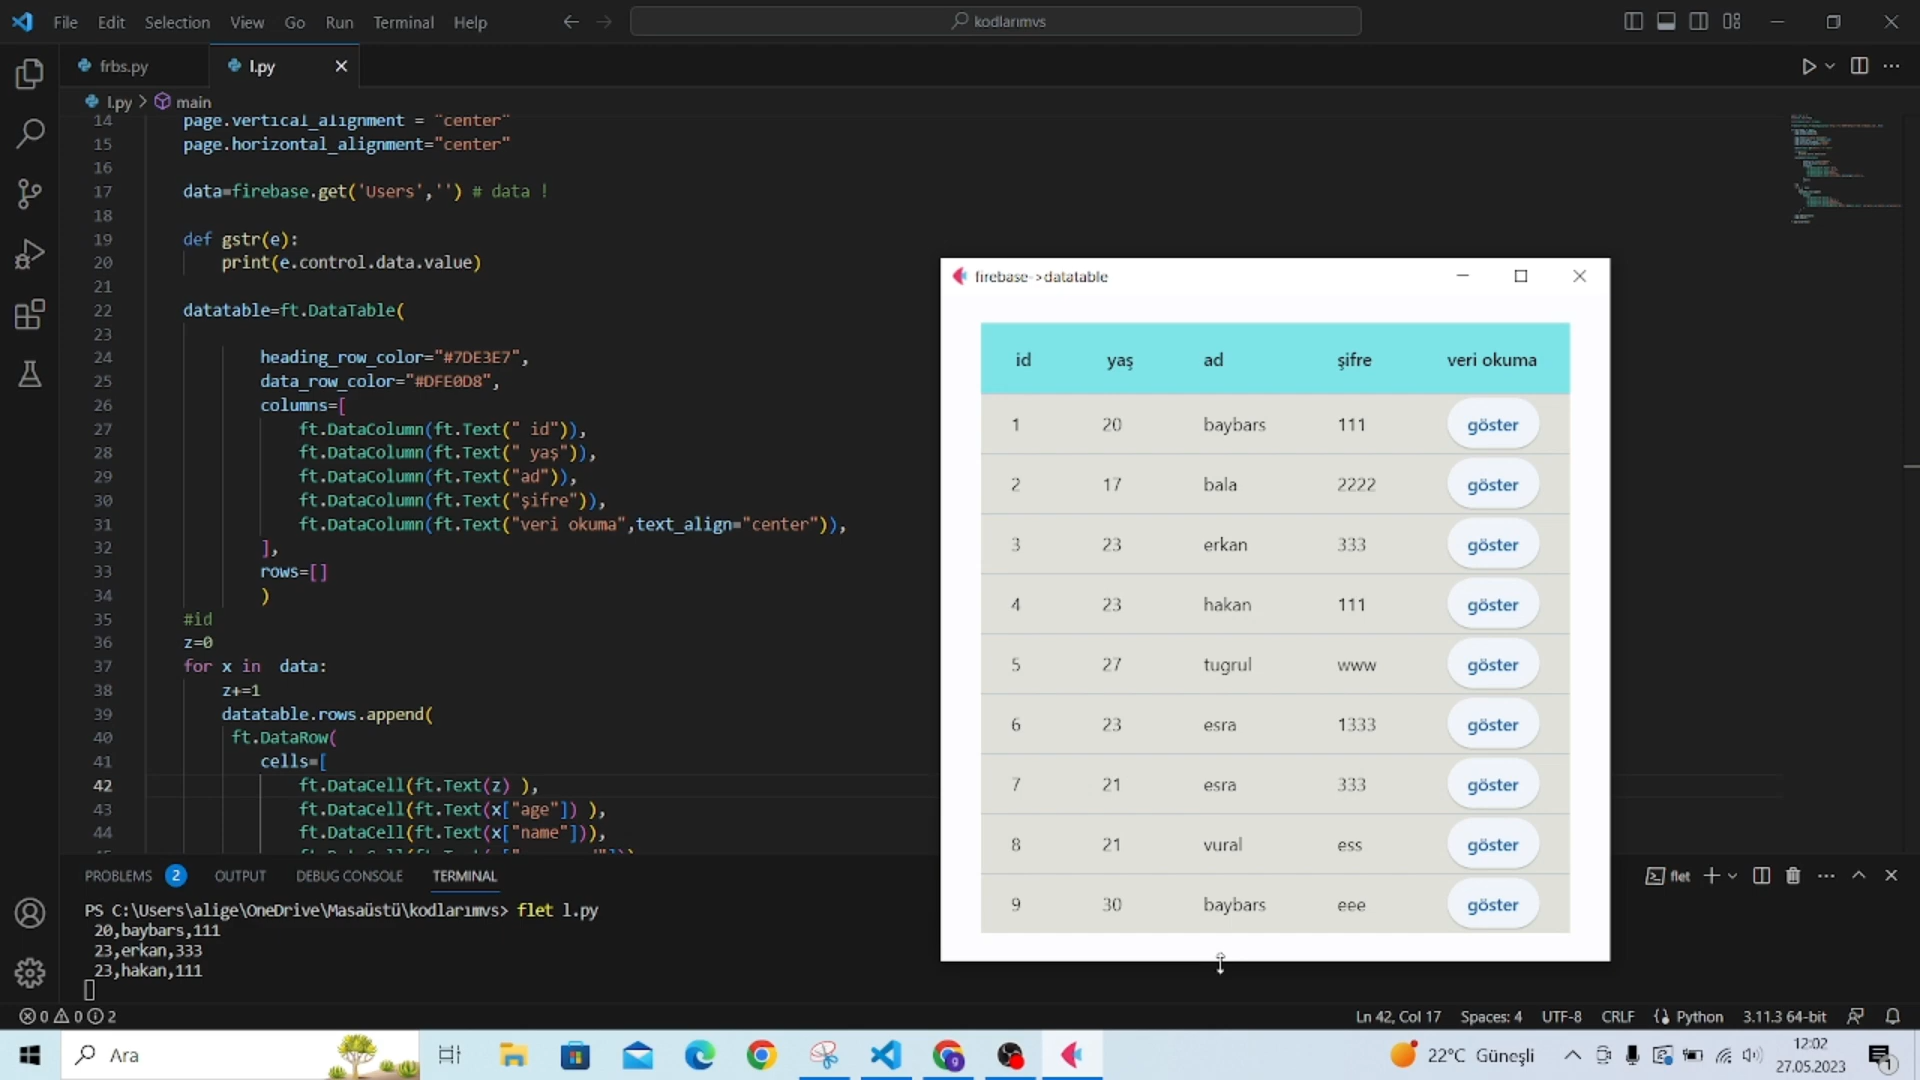 File Edit Selection View Go Run Terminal Help
kodlarımvs
frbs.py
l.py
l.py > main
14 page.vertical_alignment = "center"
15 page.horizontal_alignment="center"
16
17 data=firebase.get('Users','') # data !
18
19 def gstr(e):
20 print(e.control.data.value)
21
22 datatable=ft.DataTable(
23
24 heading_row_color="#7DE3E7",
25 data_row_color="#DFE0D8",
26 columns=[
27 ft.DataColumn(ft.Text(" id")),
28 ft.DataColumn(ft.Text(" yaş")),
29 ft.DataColumn(ft.Text("ad")),
30 ft.DataColumn(ft.Text("şifre")),
31 ft.DataColumn(ft.Text("veri okuma",text_align="center")),
32 ],
33 rows=[]
34 )
35 #id
36 z=0
37 for x in data:
38 z+=1
39 datatable.rows.append(
40 ft.DataRow(
41 cells=[
42 ft.DataCell(ft.Text(z) ),
43 ft.DataCell(ft.Text(x["age"]) ),
44 ft.DataCell(ft.Text(x["name"])),
firebase->datatable
id yaş ad şifre veri okuma
1 20 baybars 111 göster
2 17 bala 2222 göster
3 23 erkan 333 göster
4 23 hakan 111 göster
5 27 tugrul www göster
6 23 esra 1333 göster
7 21 esra 333 göster
8 21 vural ess göster
9 30 baybars eee göster
PROBLEMS 2 OUTPUT DEBUG CONSOLE TERMINAL
flet
PS C:\Users\alige\OneDrive\Masaüstü\kodlarımvs> flet l.py
20,baybars,111
23,erkan,333
23,hakan,111
0 0 2
Ln 42, Col 17 Spaces: 4 UTF-8 CRLF Python 3.11.3 64-bit
Ara
22°C Güneşli
12:02
27.05.2023
1